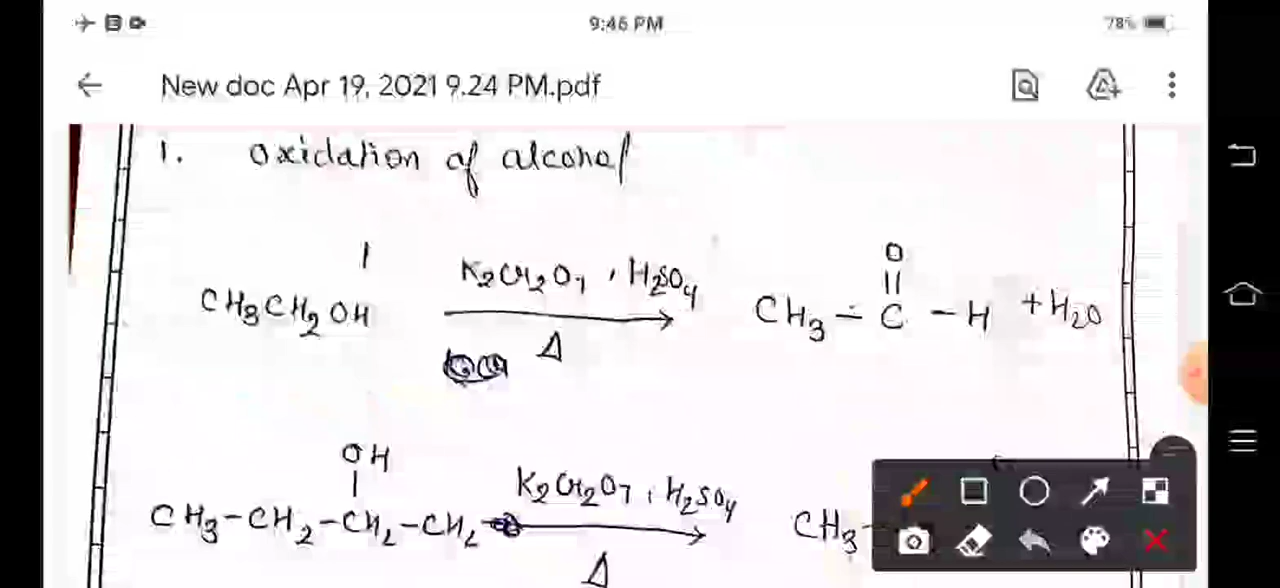 9:46 PM
78%
New doc Apr 19, 2021 9.24 PM.pdf
1. oxidation of alcohol
O
||
CH3CH2OH K2Cr2O7, H2SO4 Δ CH3 – C – H + H2O
OH
|
CH3-CH2-CH2-CH2 K2Cr2O7, H2SO4 Δ CH3-